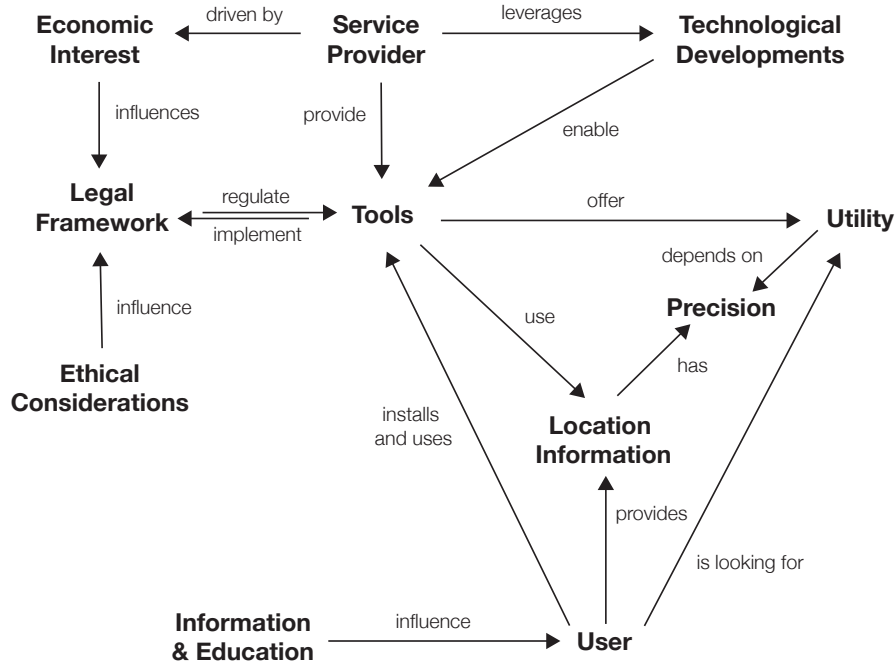 Economic
Interest
driven by
Service
Provider
leverages
Technological
Developments
influences
provide
enable
Legal
Framework
regulate
implement
Tools
offer
Utility
depends on
influence
use
Precision
has
Ethical
Considerations
installs
and uses
Location
Information
provides
is looking for
Information
& Education
influence
User